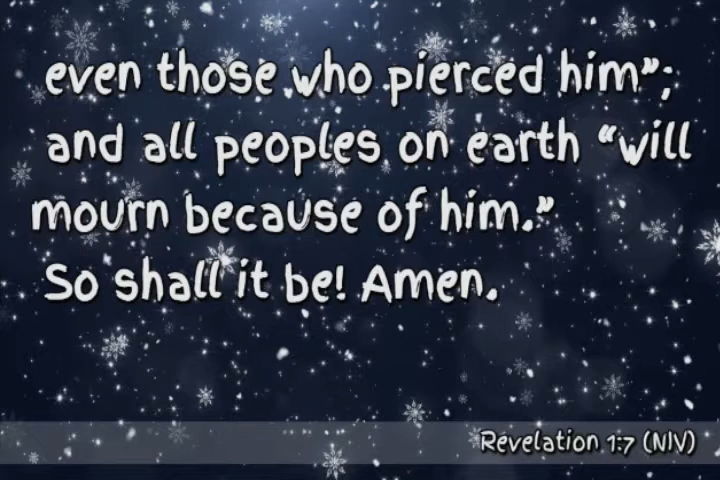 even those who pierced him”;
and all peoples on earth “will
mourn because of him.”
So shall it be! Amen.
Revelation 1:7 (NIV)